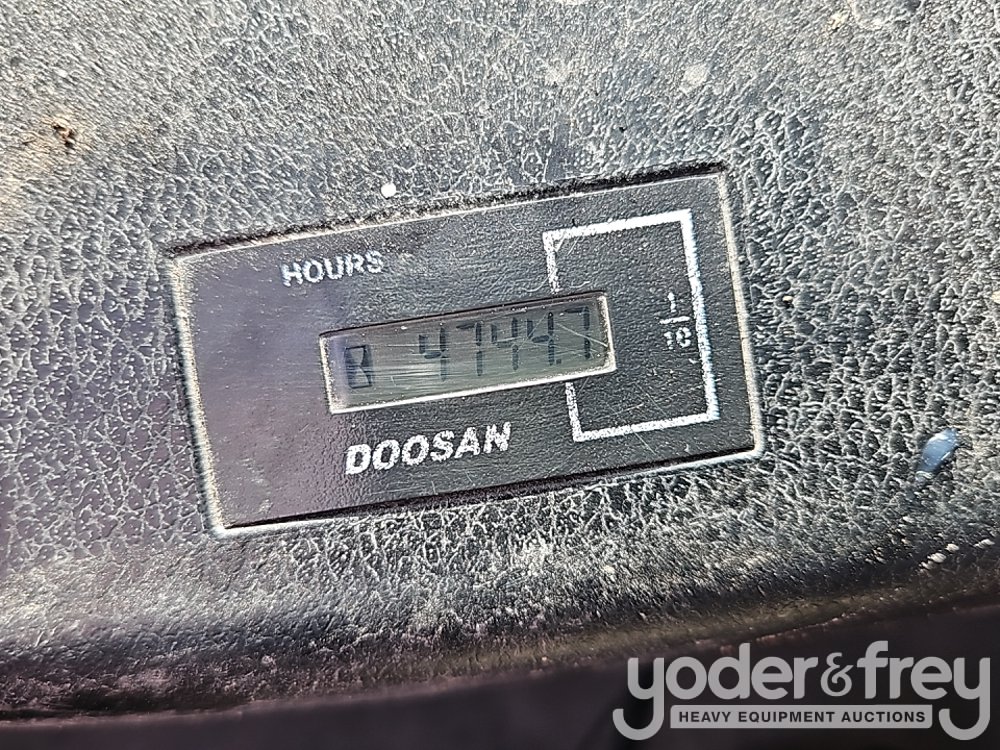 HOURS
4744.7
1
10
DOOSAN
yoder&frey
HEAVY EQUIPMENT AUCTIONS